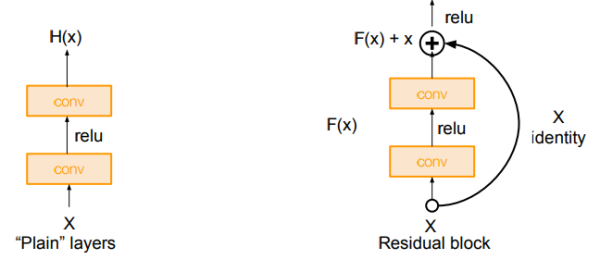 H(x)
conv
relu
conv
X
“Plain” layers
relu
F(x) + x
conv
F(x)
relu
X
identity
conv
X
Residual block